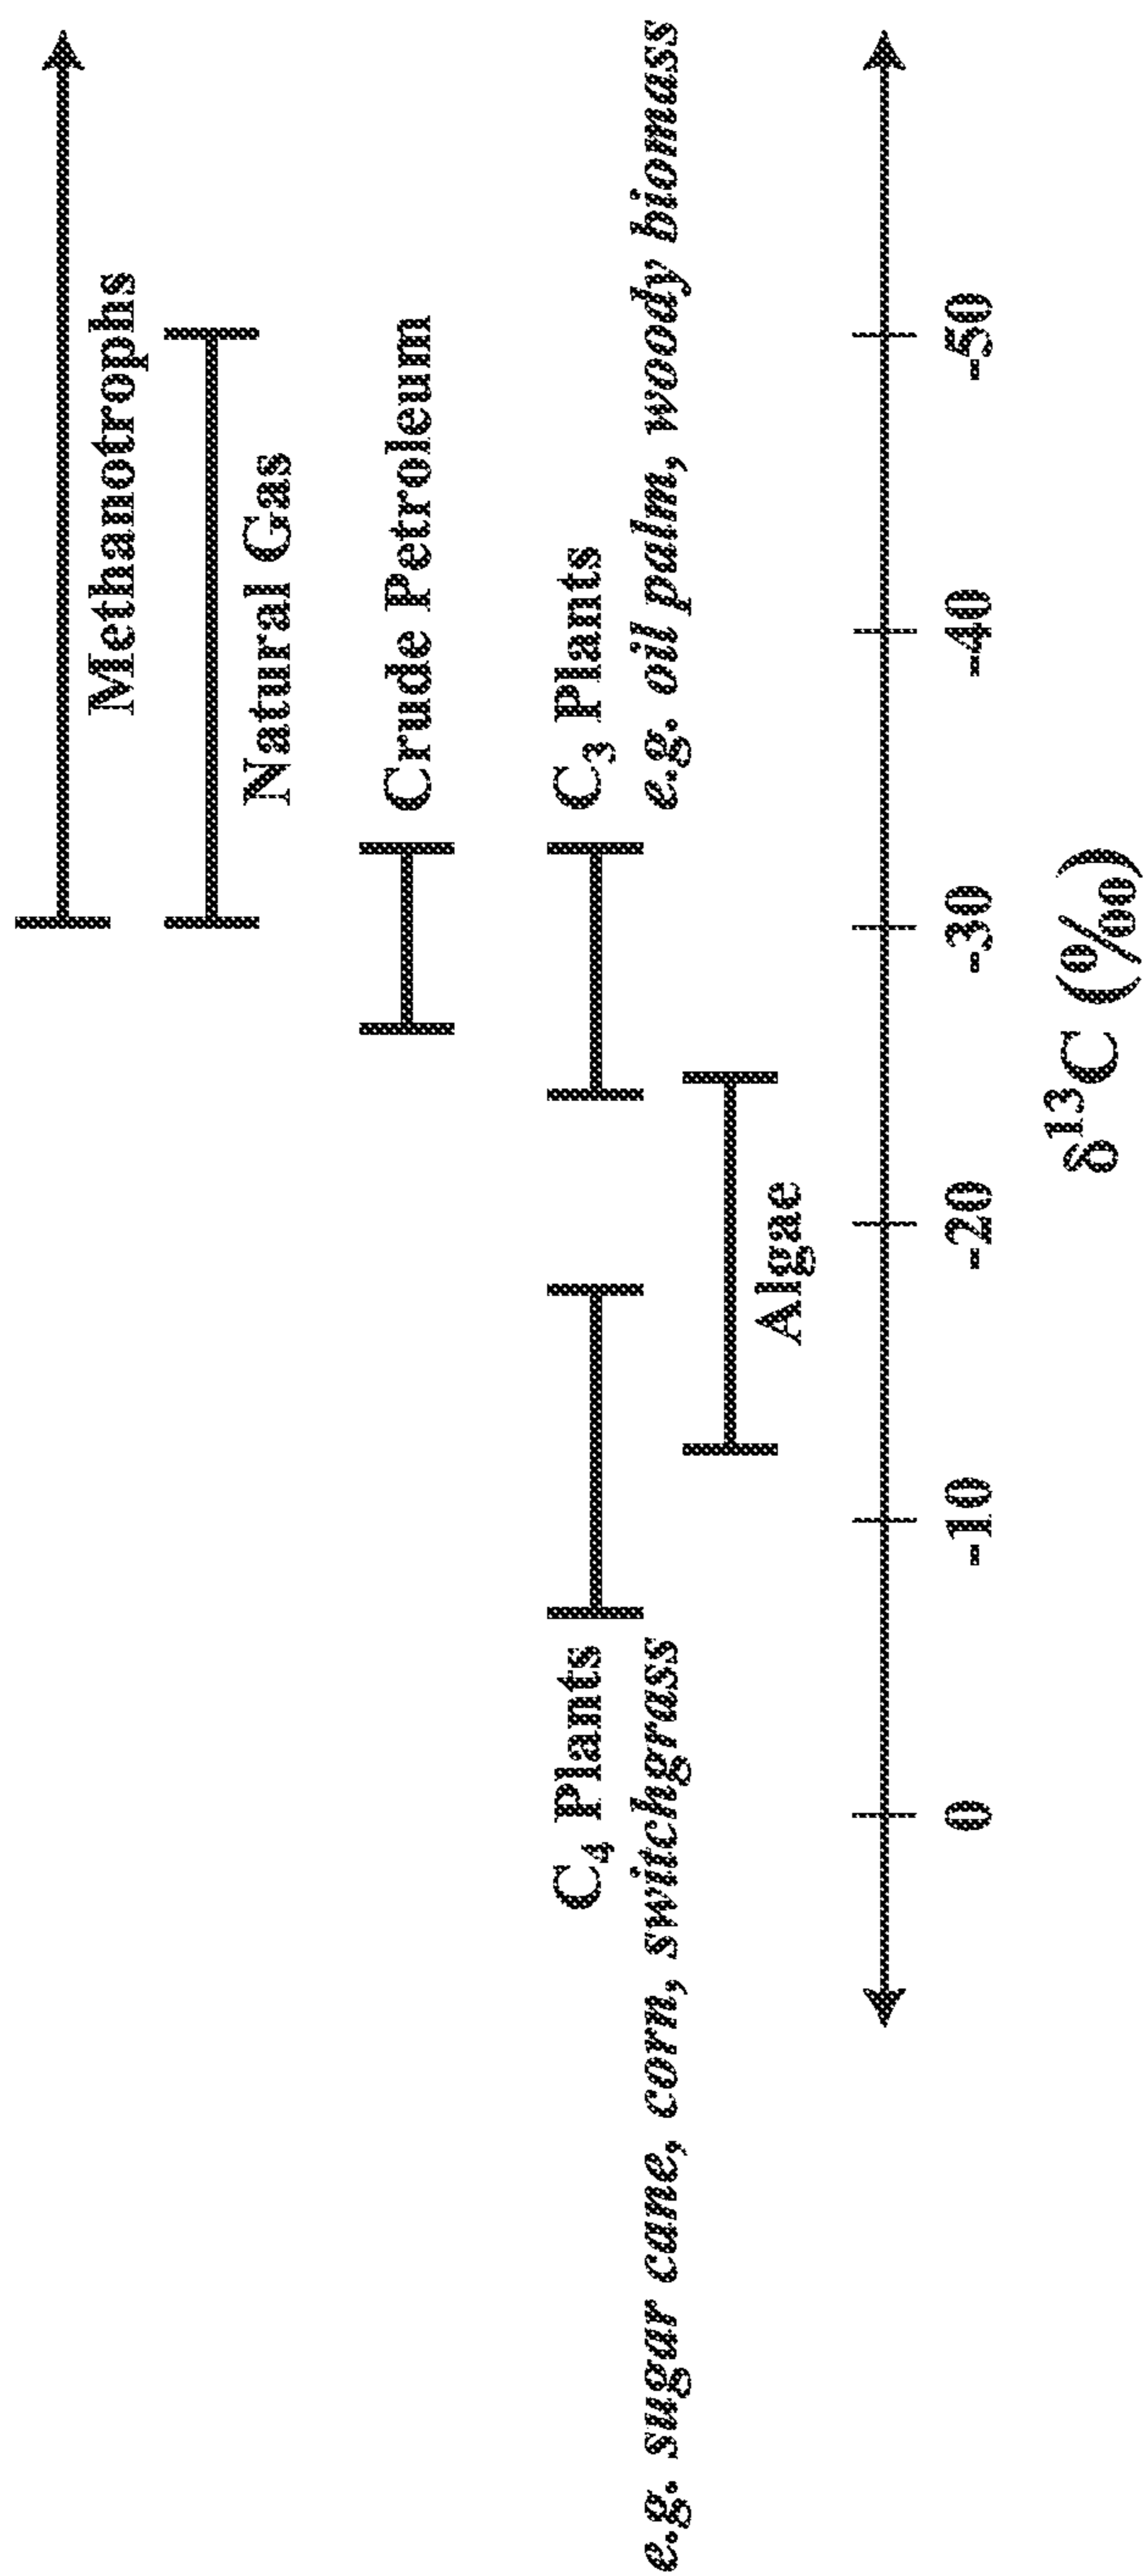 Methanotrophs
Natural Gas
Crude Petroleum
C₄ Plants
e.g. sugar cane, corn, switchgrass
C₃ Plants
e.g. oil palm, woody biomass
Algae
0
-10
-20
-30
-40
-50
δ¹³C (‰)